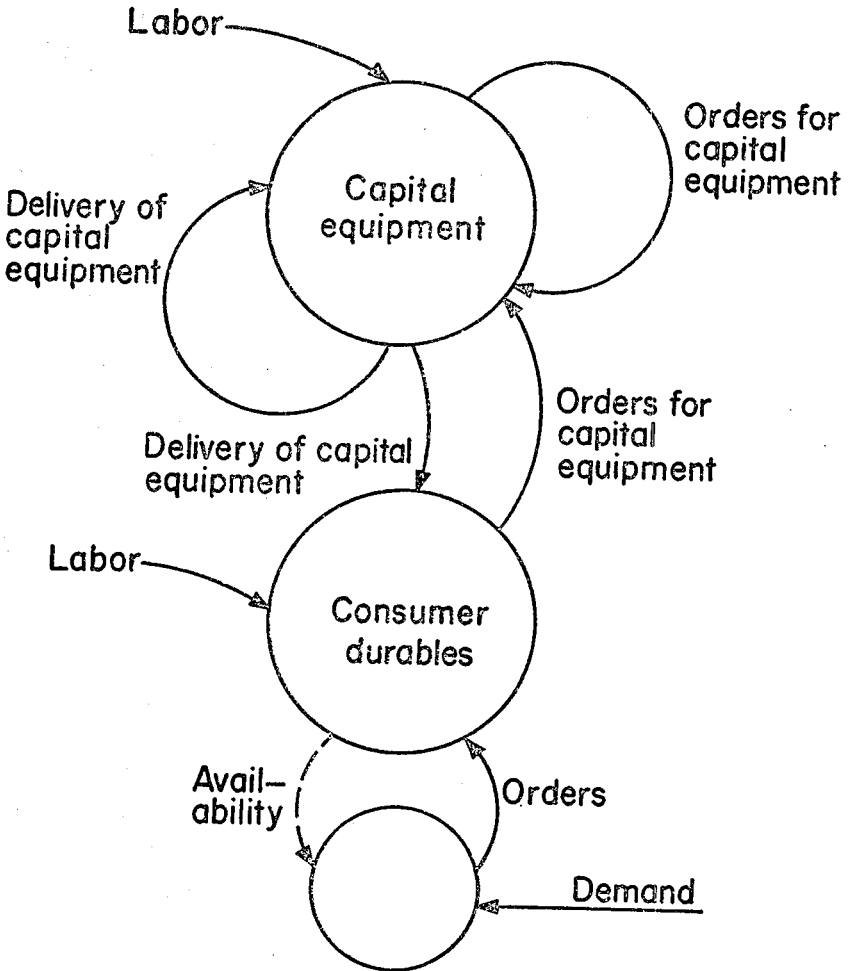 Labor
Orders for
capital
equipment
Capital
equipment
Delivery of
capital
equipment
Orders for
capital
equipment
Delivery of capital
equipment
Labor
Consumer
durables
Avail-
ability
Orders
Demand